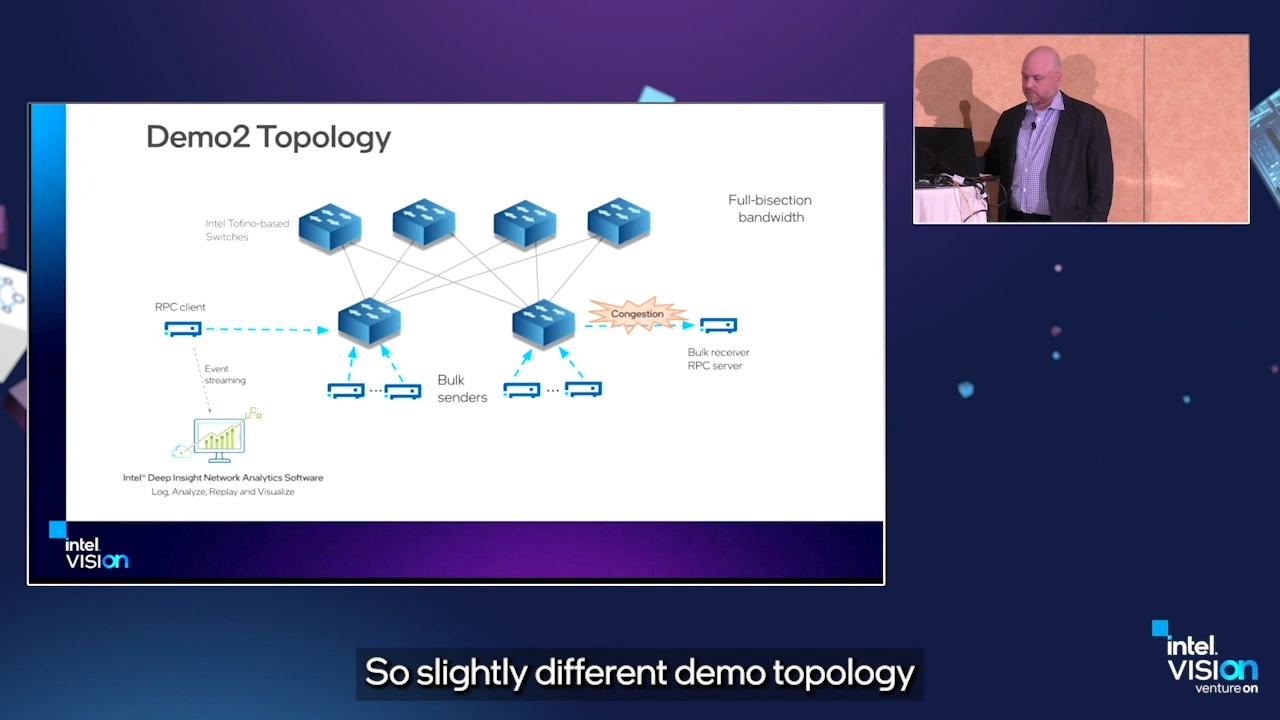 Demo2 Topology
Intel Tofino-based
Switches
Full-bisection
bandwidth
RPC client
Congestion
Event
streaming
Bulk
senders
Bulk receiver
RPC server
Intel® Deep Insight Network Analytics Software
Log, Analyze, Replay and Visualize
intel.
VISION
So slightly different demo topology
intel.
VISION
venture on